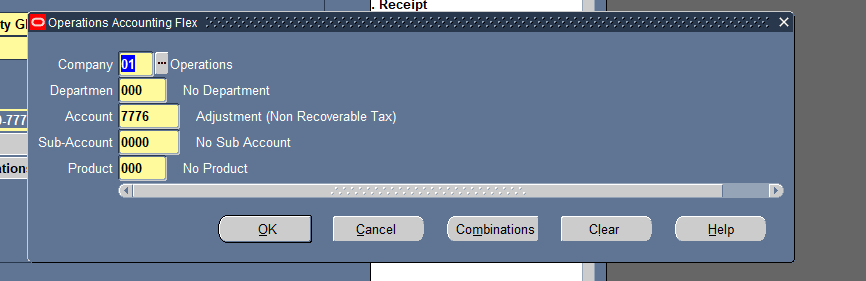 . Receipt
ty Gl
Operations Accounting Flex
Company 01 ... Operations
Departmen 000 No Department
Account 7776 Adjustment (Non Recoverable Tax)
0-777
Sub-Account 0000 No Sub Account
Product 000 No Product
ations
OK Cancel Combinations Clear Help